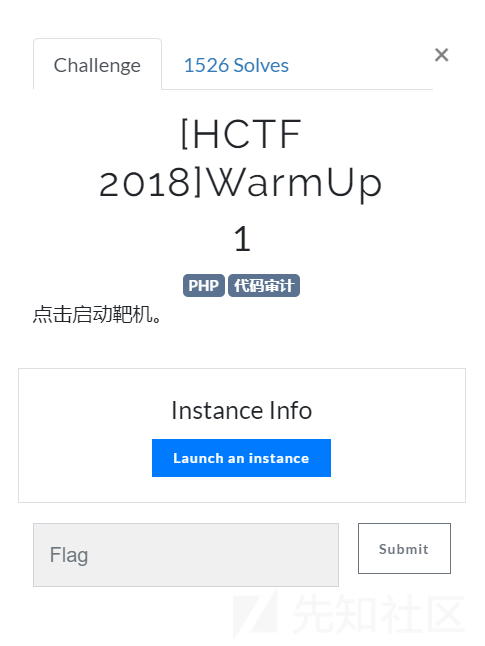 Challenge
1526 Solves
×
[HCTF
2018]WarmUp
1
PHP 代码审计
点击启动靶机。
Instance Info
Launch an instance
Flag
Submit
先知社区